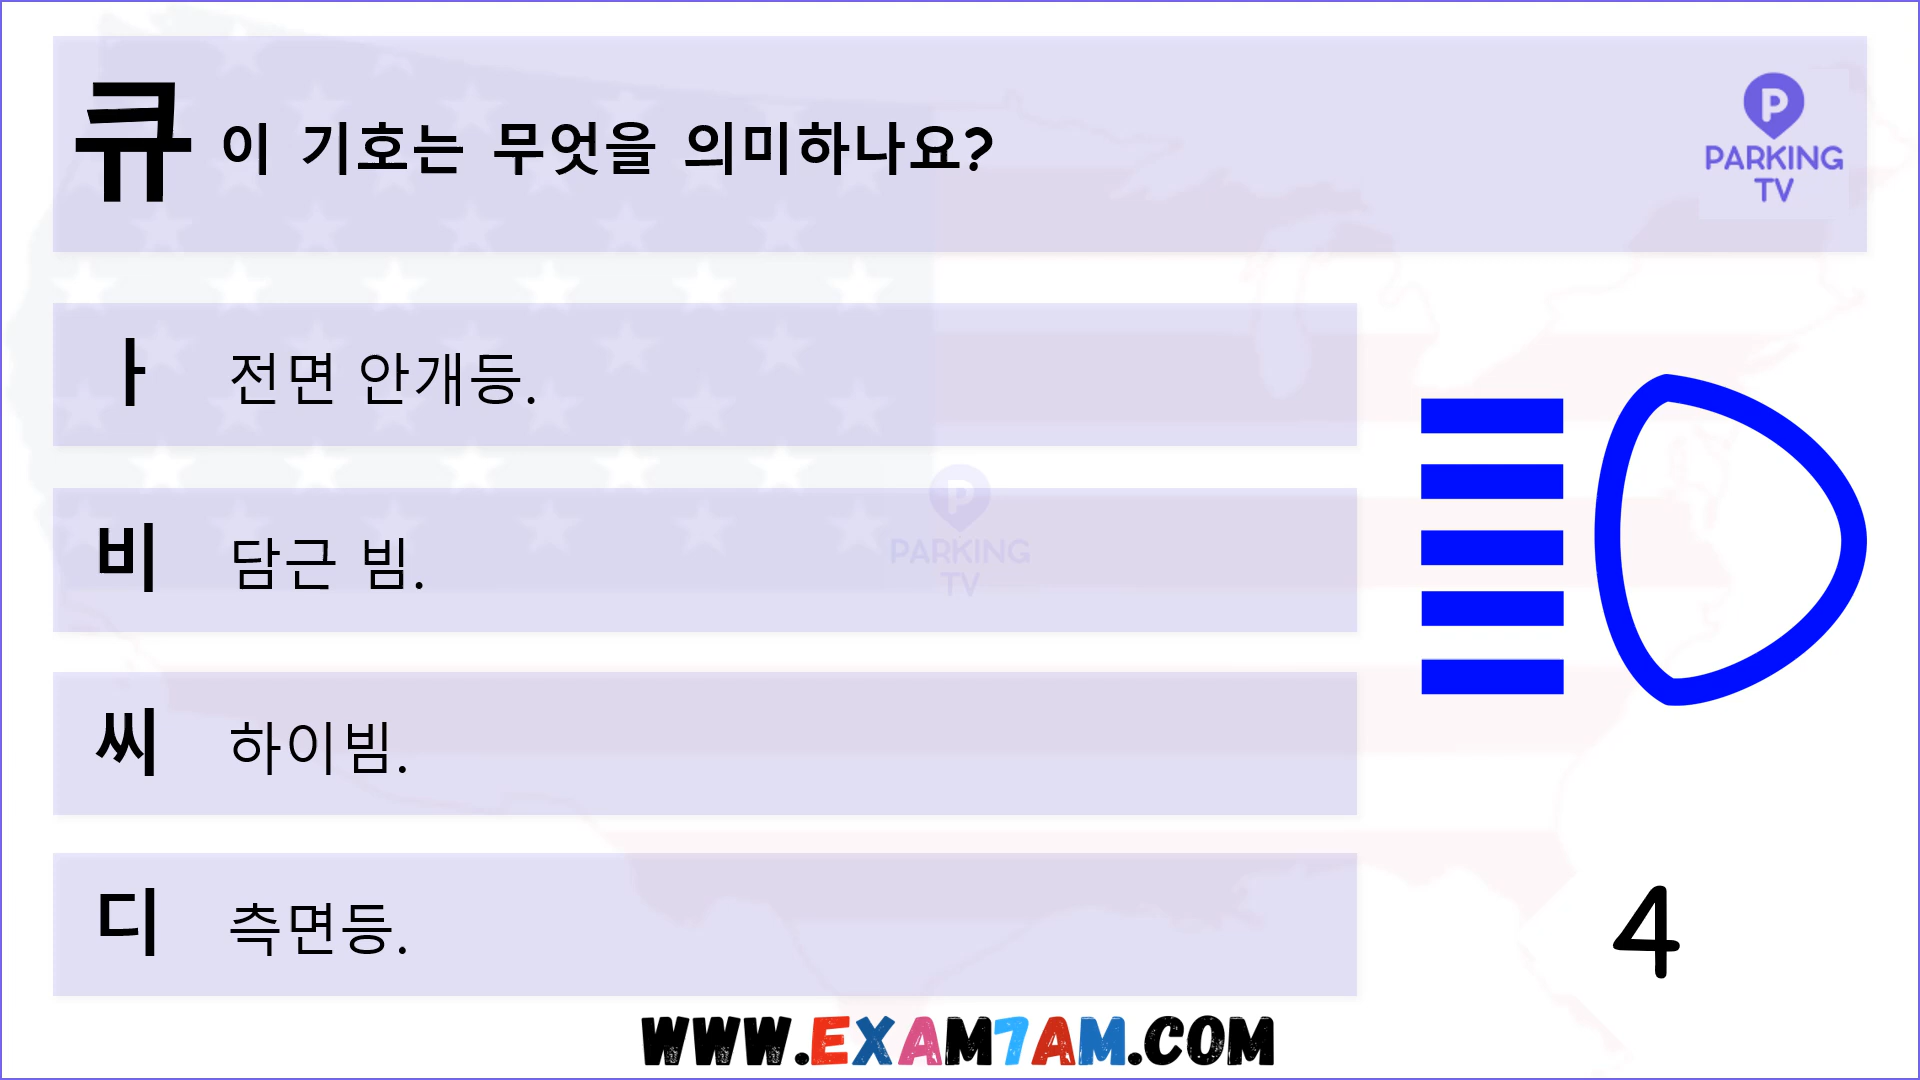 큐 이 기호는 무엇을 의미하나요?
PARKING
TV
ㅏ 전면 안개등.
비 담근 빔.
PARKING
TV
씨 하이빔.
디 측면등.
4
WWW.EXAM7AM.COM